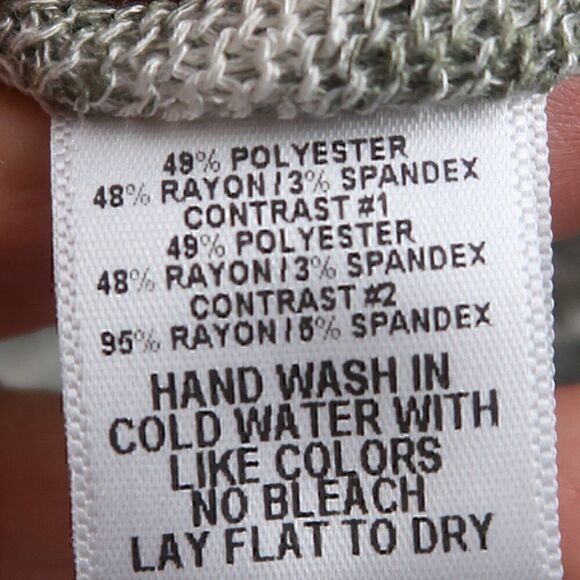 49% POLYESTER
48% RAYON/3% SPANDEX
CONTRAST #1
49% POLYESTER
48% RAYON/3% SPANDEX
CONTRAST #2
95% RAYON/5% SPANDEX
HAND WASH IN
COLD WATER WITH
LIKE COLORS
NO BLEACH
LAY FLAT TO DRY